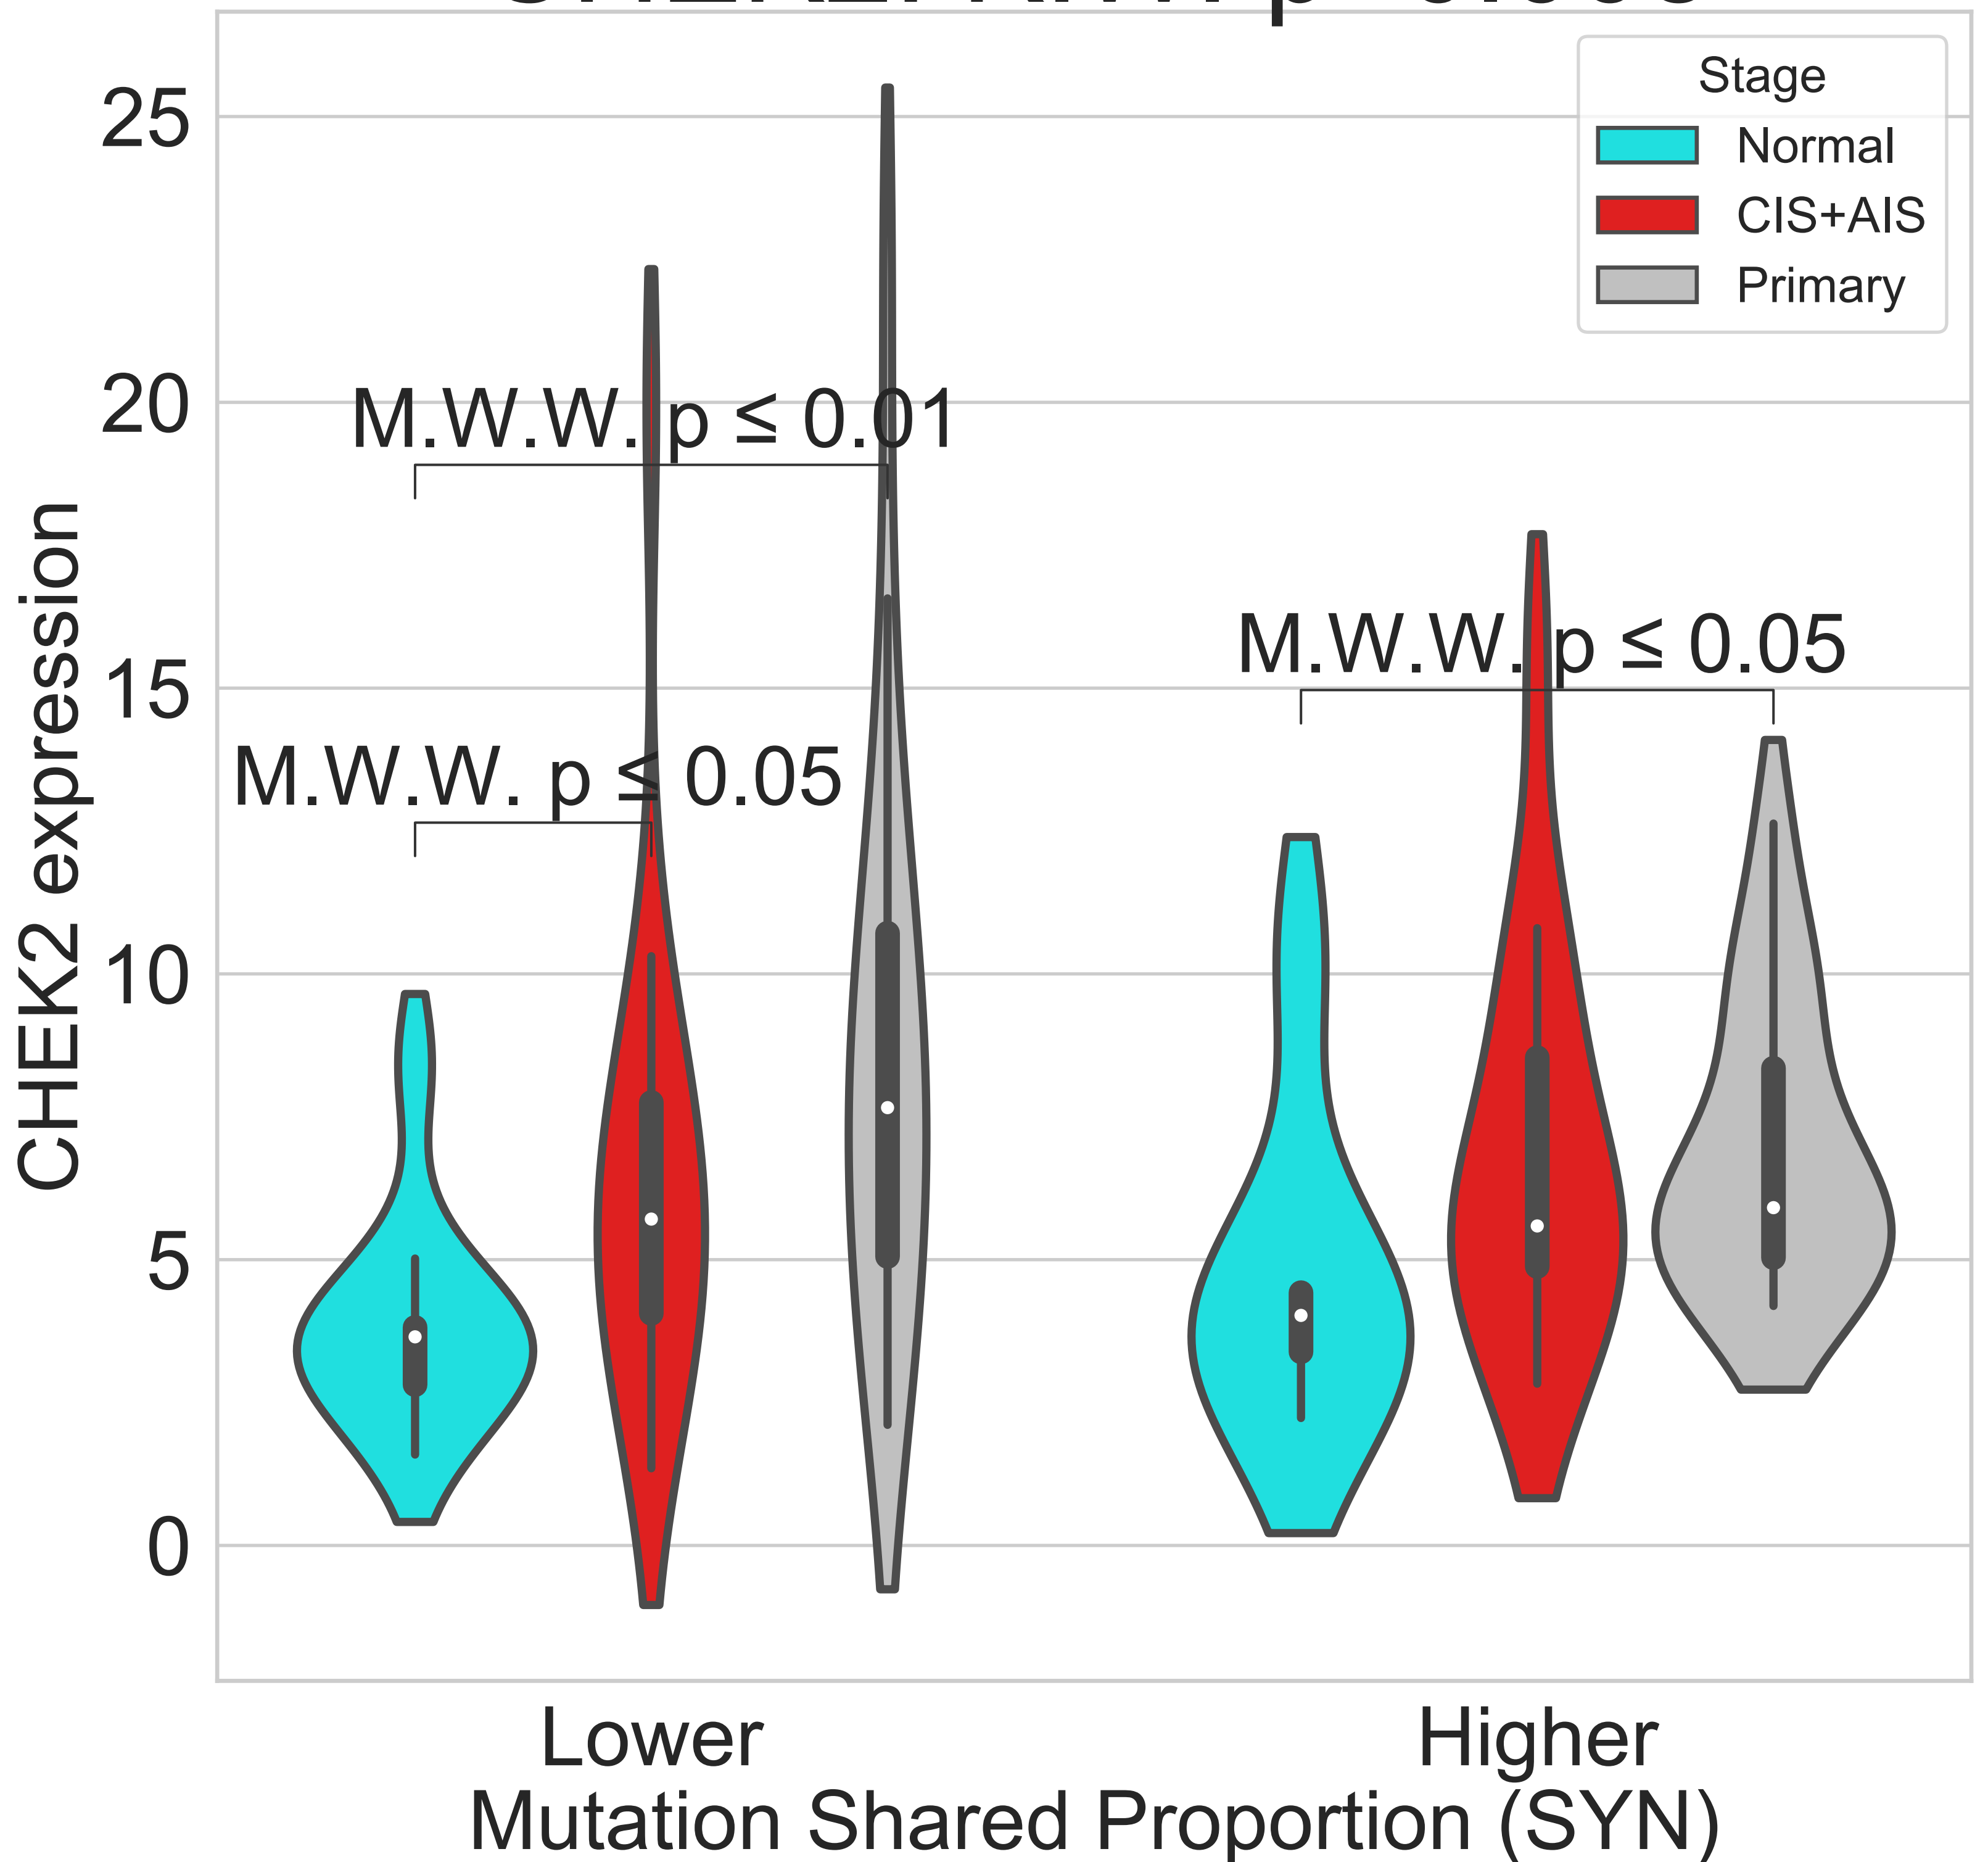 Stage
Normal
CIS+AIS
Primary
25
20
15
10
5
0
CHEK2 expression
M.W.W. p ≤ 0.01
M.W.W. p ≤ 0.05
M.W.W. p ≤ 0.05
Lower
Higher
Mutation Shared Proportion (SYN)